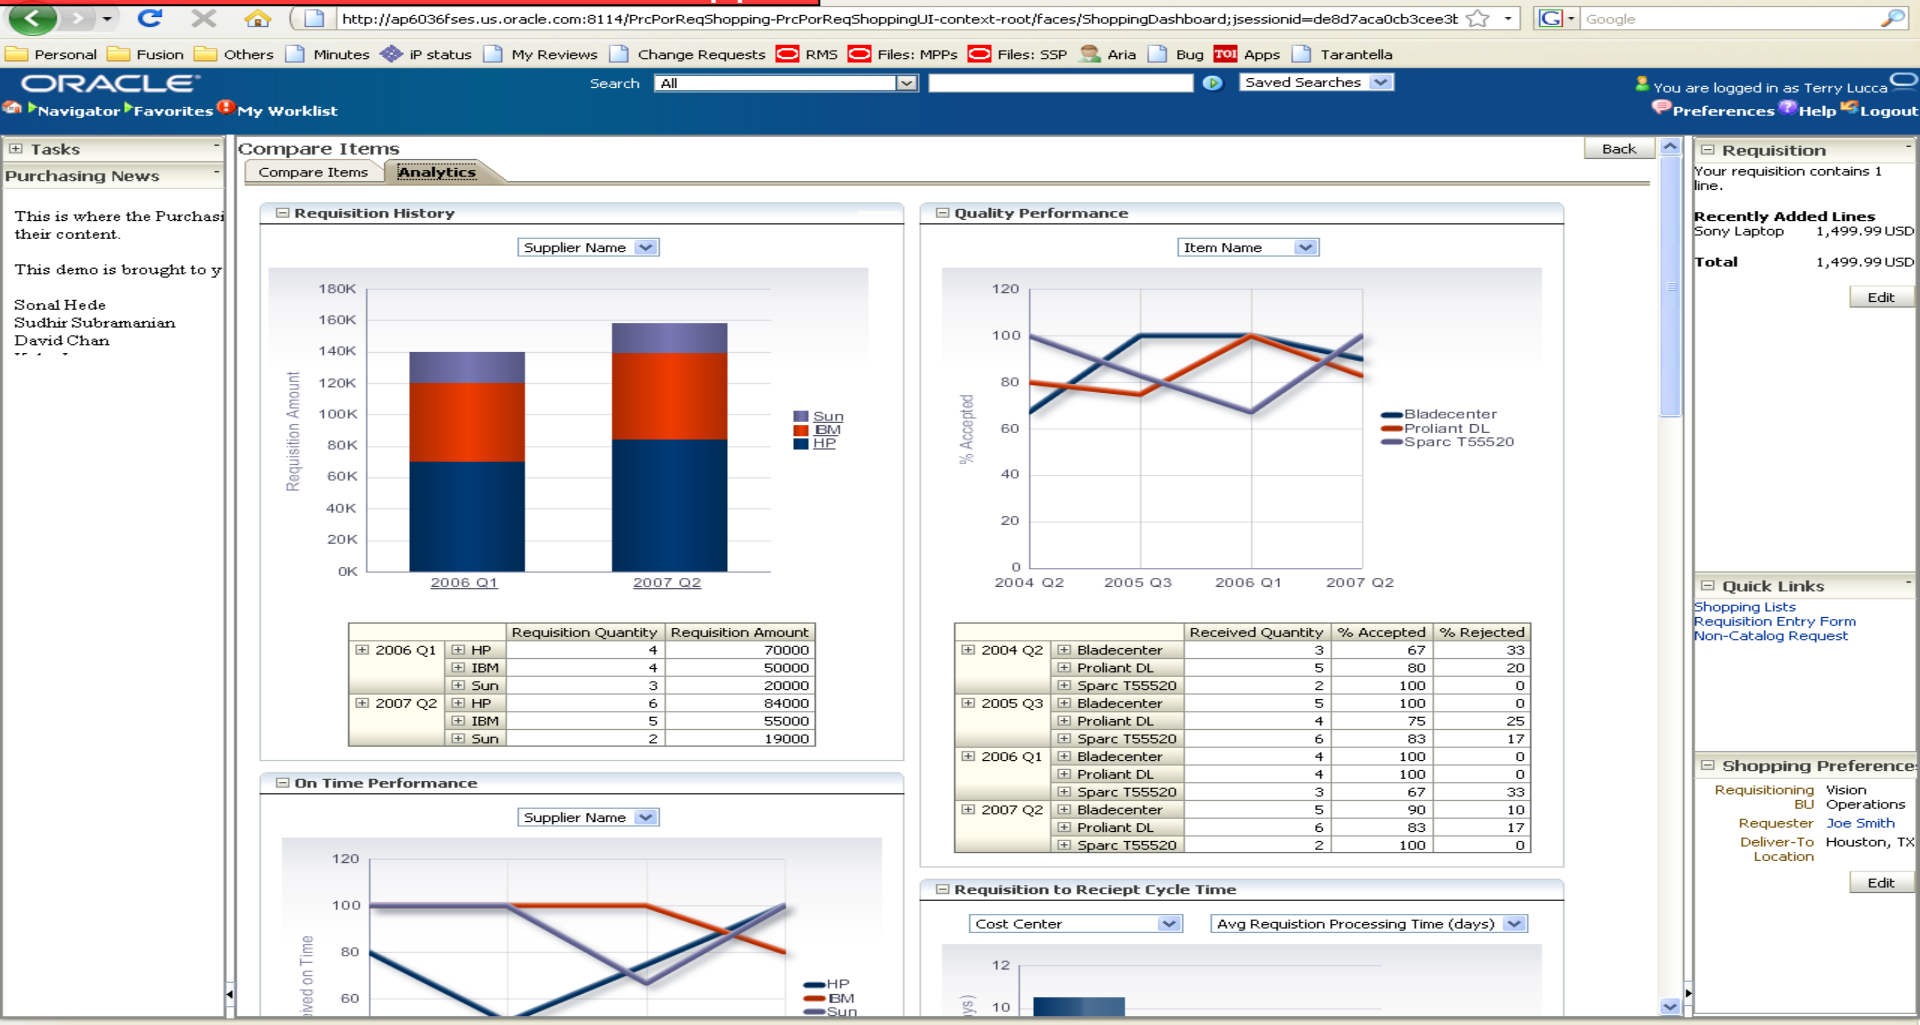 http://ap6036fses.us.oracle.com:8114/PrcPorReqShopping-PrcPorReqShoppingUI-context-root/faces/ShoppingDashboard;jsessionid=de8d7aca0cb3cee3t
Google
Personal Fusion Others Minutes iP status My Reviews Change Requests RMS Files: MPPs Files: SSP Aria Bug TOI Apps Tarantella
ORACLE
Search All Saved Searches
You are logged in as Terry Lucca
Navigator Favorites My Worklist
Preferences Help Logout
Tasks
Purchasing News
This is where the Purchasi
their content.
This demo is brought to y
Sonal Hede
Sudhir Subramanian
David Chan
Compare Items
Back
Compare Items Analytics
Requisition History
Supplier Name
180K
160K
140K
120K
100K
80K
60K
40K
20K
0K
Requisition Amount
2006 Q1 2007 Q2
Sun
IBM
HP
Requisition Quantity Requisition Amount
2006 Q1 HP 4 70000
IBM 4 50000
Sun 3 20000
2007 Q2 HP 6 84000
IBM 5 55000
Sun 2 19000
On Time Performance
Supplier Name
120
100
80
60
eived on Time
HP
IBM
Sun
Quality Performance
Item Name
120
100
80
60
40
20
0
% Accepted
2004 Q2 2005 Q3 2006 Q1 2007 Q2
Bladecenter
Proliant DL
Sparc T55520
Received Quantity % Accepted % Rejected
2004 Q2 Bladecenter 3 67 33
Proliant DL 5 80 20
Sparc T55520 2 100 0
2005 Q3 Bladecenter 5 100 0
Proliant DL 4 75 25
Sparc T55520 6 83 17
2006 Q1 Bladecenter 4 100 0
Proliant DL 4 100 0
Sparc T55520 3 67 33
2007 Q2 Bladecenter 5 90 10
Proliant DL 6 83 17
Sparc T55520 2 100 0
Requisition to Reciept Cycle Time
Cost Center Avg Requistion Processing Time (days)
12
10
ys)
Requisition
Your requisition contains 1
line.
Recently Added Lines
Sony Laptop 1,499.99 USD
Total 1,499.99 USD
Edit
Quick Links
Shopping Lists
Requisition Entry Form
Non-Catalog Request
Shopping Preference
Requisitioning BU Vision Operations
Requester Joe Smith
Deliver-To Location Houston, TX
Edit